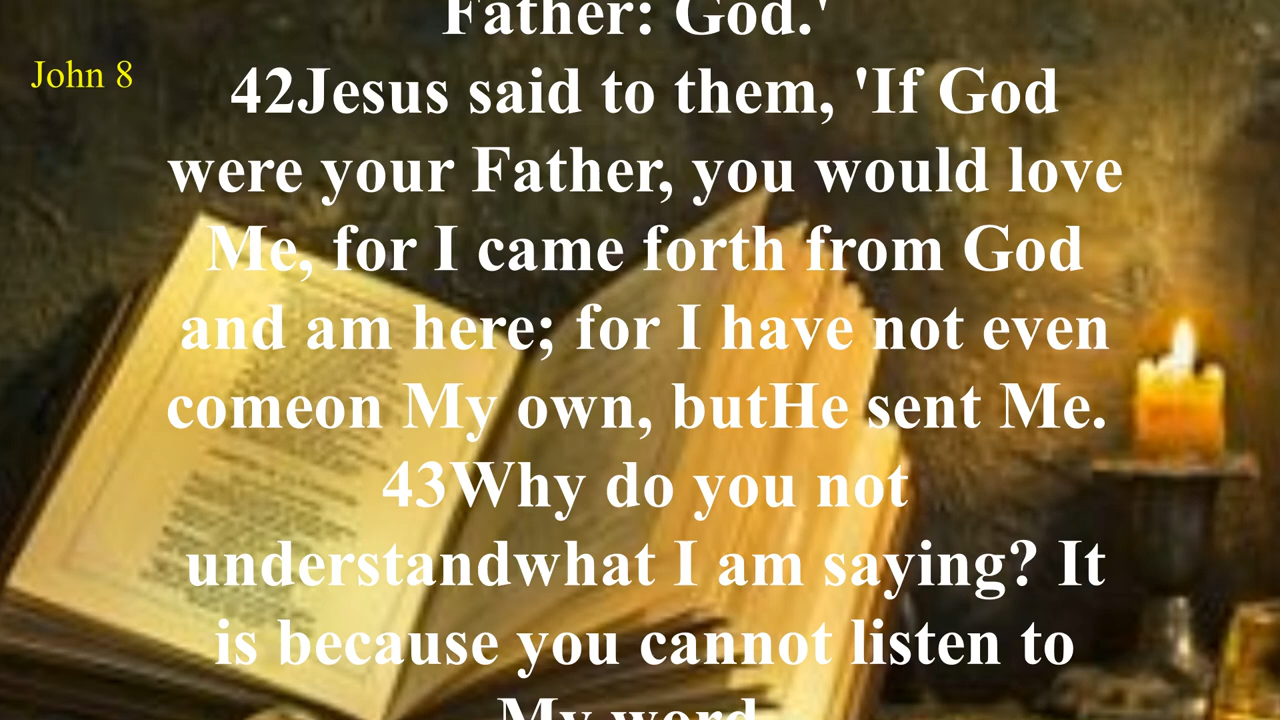 Father: God.'
John 8
42Jesus said to them, 'If God
were your Father, you would love
Me, for I came forth from God
and am here; for I have not even
comeon My own, butHe sent Me.
43Why do you not
understandwhat I am saying? It
is because you cannot listen to
My word.